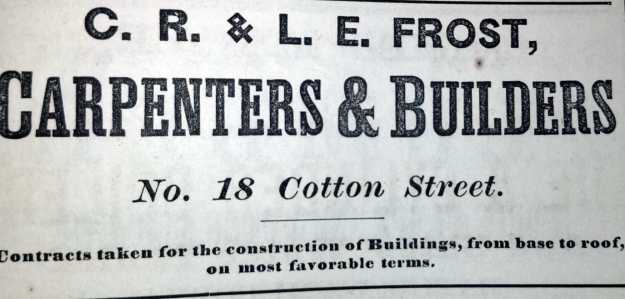 C. R. & L. E. FROST,
CARPENTERS & BUILDERS
No. 18 Cotton Street.
Contracts taken for the construction of Buildings, from base to roof,
on most favorable terms.